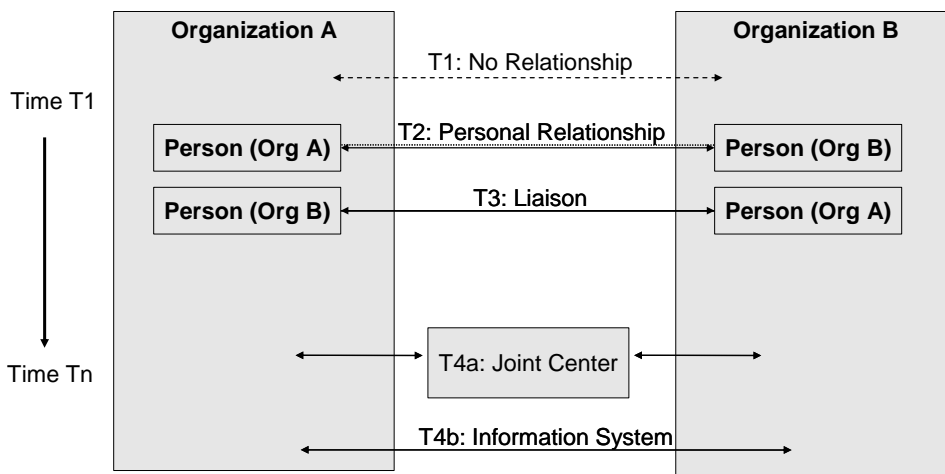 Organization A
Organization B
T1: No Relationship
Time T1
T2: Personal Relationship
Person (Org A)
Person (Org B)
Person (Org B)
T3: Liaison
Person (Org A)
T4a: Joint Center
Time Tn
T4b: Information System